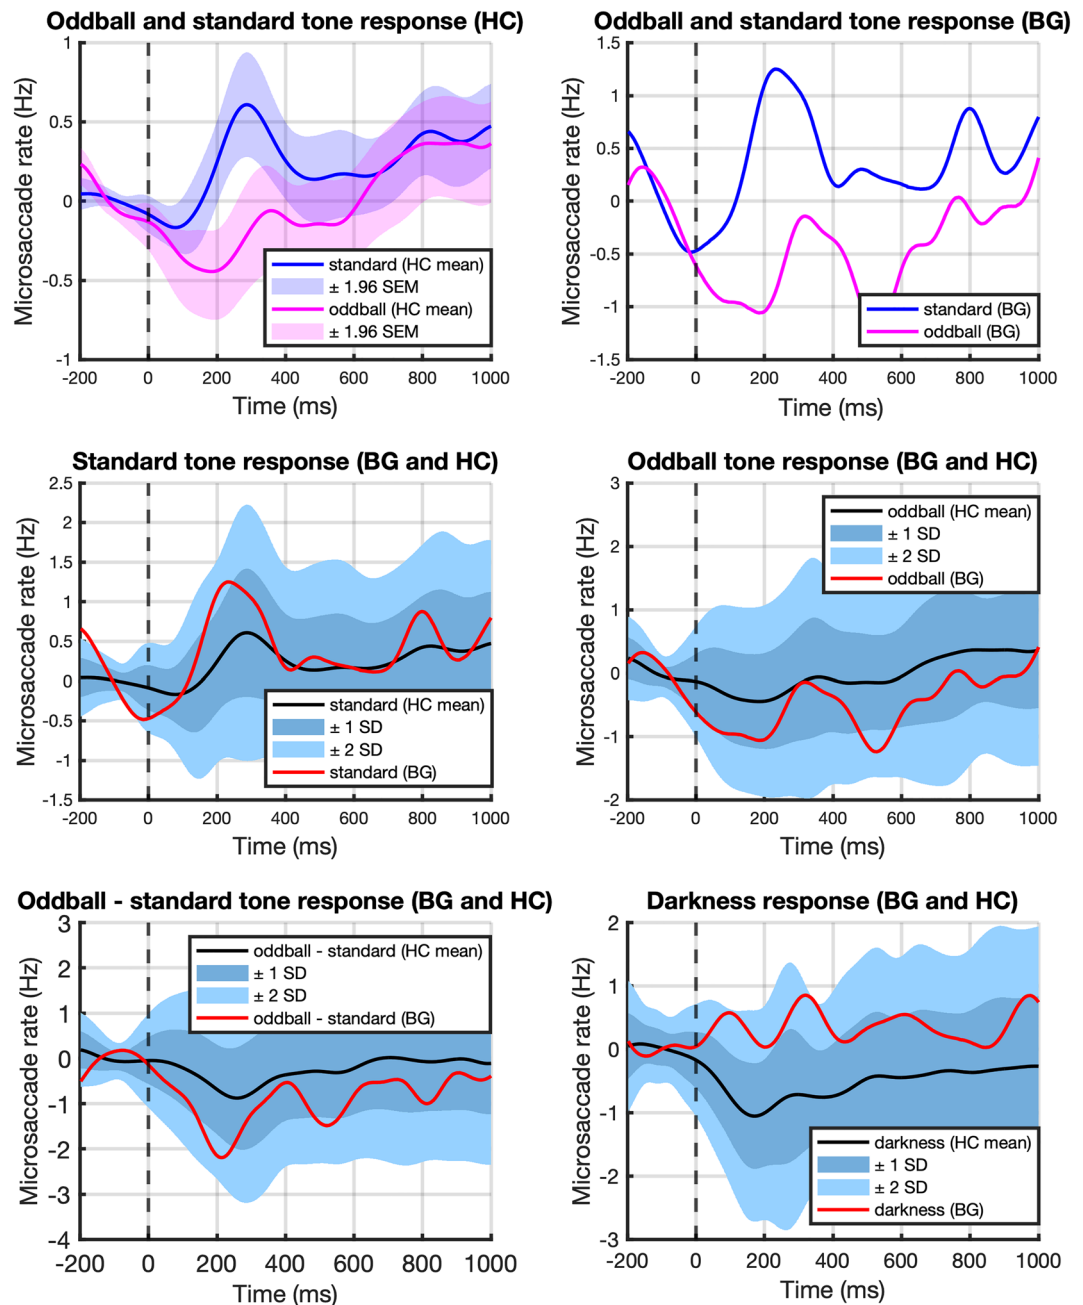 Oddball and standard tone response (HC)
Microsaccade rate (Hz)
1
0.5
0
-0.5
-1
standard (HC mean)
± 1.96 SEM
oddball (HC mean)
± 1.96 SEM
-200 0 200 400 600 800 1000
Time (ms)
Oddball and standard tone response (BG)
Microsaccade rate (Hz)
1.5
1
0.5
0
-0.5
-1
-1.5
standard (BG)
oddball (BG)
-200 0 200 400 600 800 1000
Time (ms)
Standard tone response (BG and HC)
Microsaccade rate (Hz)
2.5
2
1.5
1
0.5
0
-0.5
-1
-1.5
standard (HC mean)
± 1 SD
± 2 SD
standard (BG)
-200 0 200 400 600 800 1000
Time (ms)
Oddball tone response (BG and HC)
Microsaccade rate (Hz)
3
2
1
0
-1
-2
oddball (HC mean)
± 1 SD
± 2 SD
oddball (BG)
-200 0 200 400 600 800 1000
Time (ms)
Oddball - standard tone response (BG and HC)
Microsaccade rate (Hz)
3
2
1
0
-1
-2
-3
-4
oddball - standard (HC mean)
± 1 SD
± 2 SD
oddball - standard (BG)
-200 0 200 400 600 800 1000
Time (ms)
Darkness response (BG and HC)
Microsaccade rate (Hz)
2
1
0
-1
-2
-3
darkness (HC mean)
± 1 SD
± 2 SD
darkness (BG)
-200 0 200 400 600 800 1000
Time (ms)